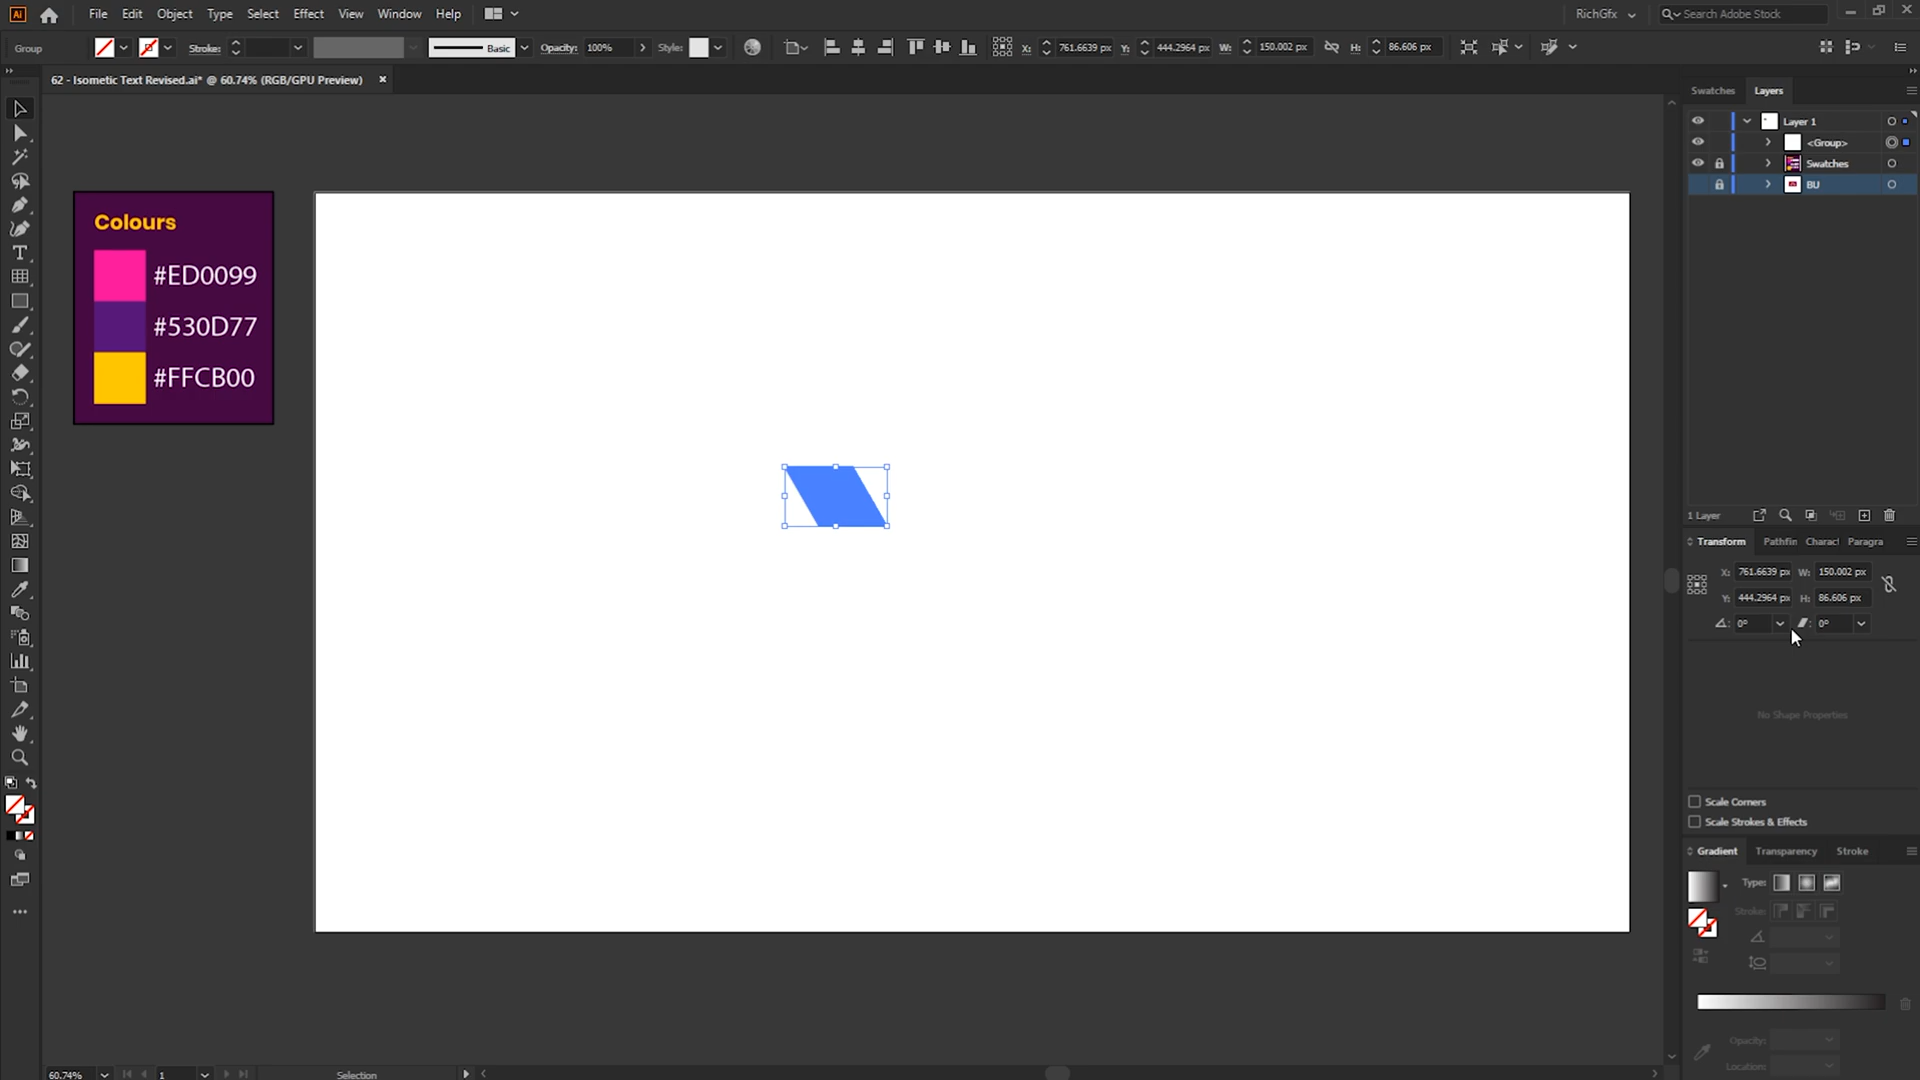 Ai File Edit Object Type Select Effect View Window Help RichGfx Search Adobe Stock
Group Stroke: Basic Opacity: 100% Style: X: 761.6639 px Y: 444.2964 px W: 150.002 px H: 86.606 px
62 - Isometic Text Revised.ai* @ 60.74% (RGB/GPU Preview)
Swatches Layers
Layer 1
<Group>
Swatches
BU
Colours
#ED0099
#530D77
#FFCB00
1 Layer
Transform Pathfin Charact Paragra
X: 761.6639 px W: 150.002 px
Y: 444.2964 px H: 86.606 px
0° 0°
No Shape Properties
Scale Corners
Scale Strokes & Effects
Gradient Transparency Stroke
Type:
Stroke:
Opacity:
Location:
60.74% 1 Selection